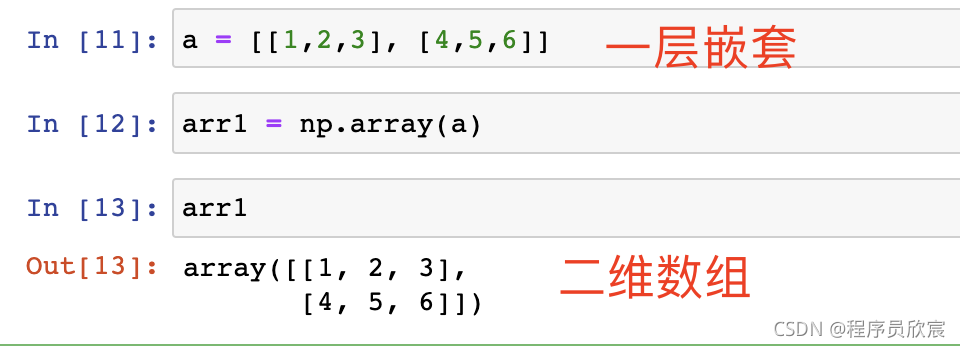 In [11]: a = [[1,2,3], [4,5,6]] 一层嵌套
In [12]: arr1 = np.array(a)
In [13]: arr1
Out[13]: array([[1, 2, 3],
[4, 5, 6]])
二维数组
CSDN @程序员欣宸